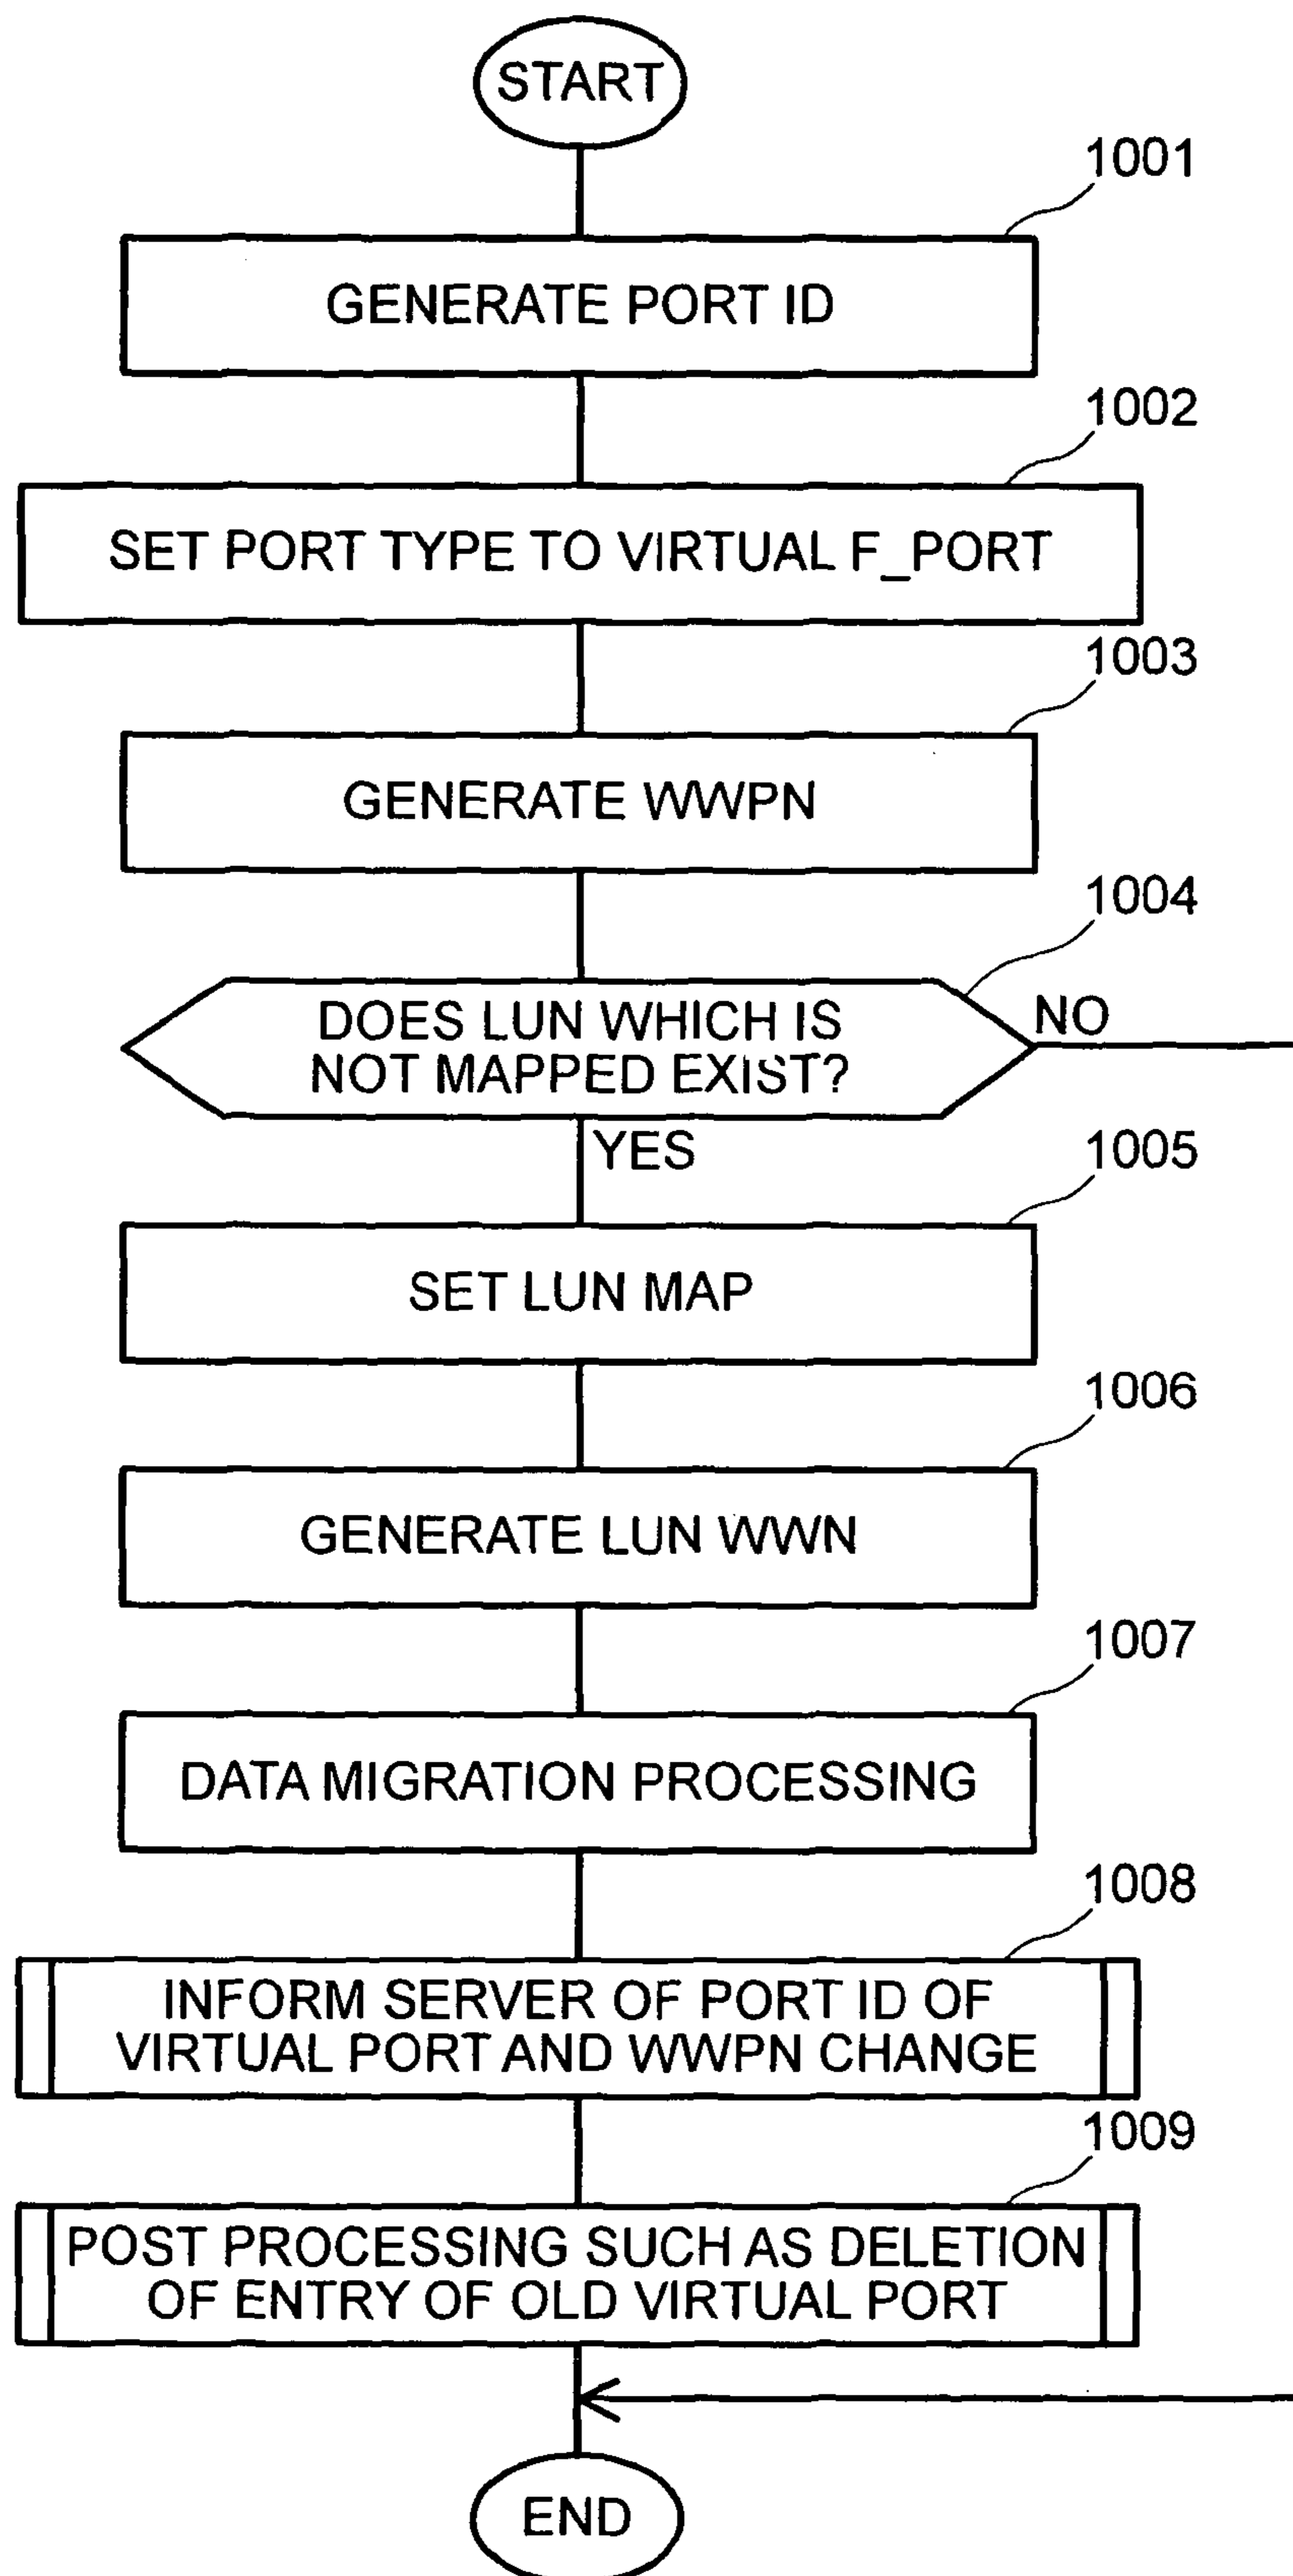 START
1001
GENERATE PORT ID
1002
SET PORT TYPE TO VIRTUAL F_PORT
1003
GENERATE WWPN
1004
DOES LUN WHICH IS
NOT MAPPED EXIST?
NO
YES
1005
SET LUN MAP
1006
GENERATE LUN WWN
1007
DATA MIGRATION PROCESSING
1008
INFORM SERVER OF PORT ID OF
VIRTUAL PORT AND WWPN CHANGE
1009
POST PROCESSING SUCH AS DELETION
OF ENTRY OF OLD VIRTUAL PORT
END